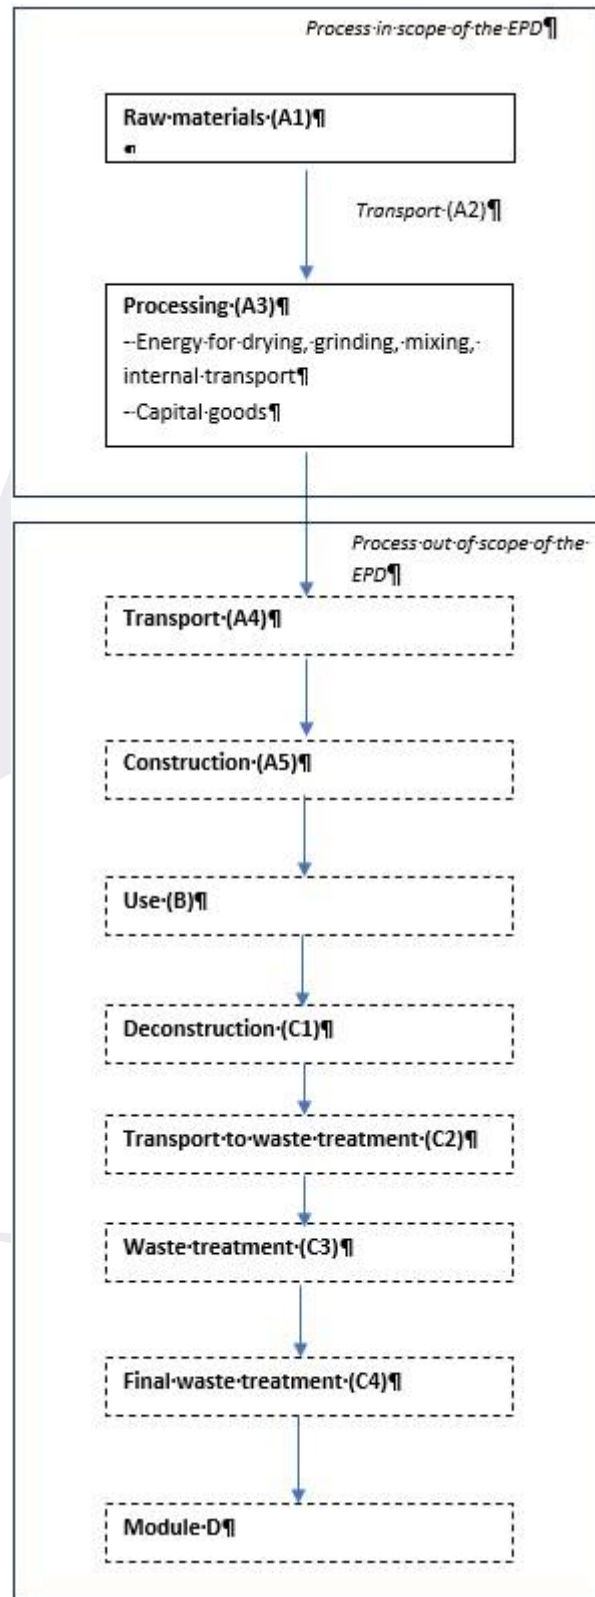 Process·in·scope·of·the·EPD¶
Raw·materials·(A1)¶
¶
Transport·(A2)¶
Processing·(A3)¶
-·Energy·for·drying,·grinding,·mixing,·
internal·transport¶
-·Capital·goods¶
Process·out·of·scope·of·the·
EPD¶
Transport·(A4)¶
Construction·(A5)¶
Use·(B)¶
Deconstruction·(C1)¶
Transport·to·waste·treatment·(C2)¶
Waste·treatment·(C3)¶
Final·waste·treatment·(C4)¶
Module·D¶